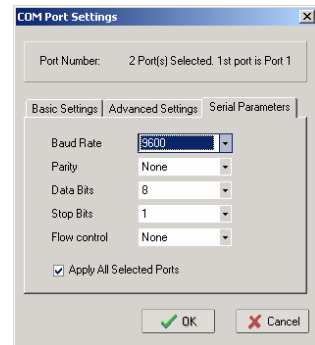 COM Port Settings
Port Number: 2 Port(s) Selected. 1st port is Port 1
Basic Settings Advanced Settings Serial Parameters
Baud Rate 9600
Parity None
Data Bits 8
Stop Bits 1
Flow control None
Apply All Selected Ports
OK Cancel